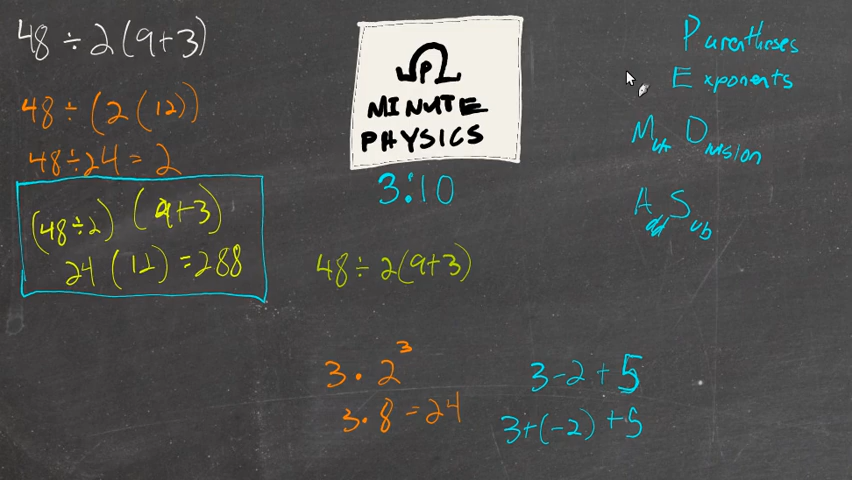 48 ÷ 2(9+3)
48 ÷ (2(12))
48÷24 = 2
(48÷2) (9+3)
24 (12) = 288
P
MINUTE
PHYSICS
3:10
48 ÷ 2(9+3)
3 · 2³
3 · 8 = 24
3 - 2 + 5
3+(-2) +5
Parentheses
Exponents
Mult Division
Add Sub